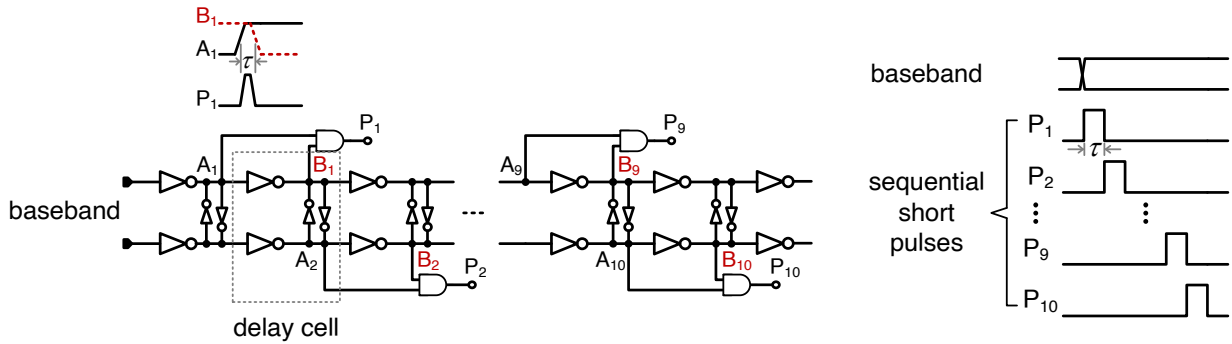 B1
A1
τ
P1
A1
B1
P1
A9
B9
P9
baseband
...
A2
B2
P2
A10
B10
P10
delay cell
baseband
P1
τ
P2
sequential
short
pulses
⋮ ⋮
P9
P10